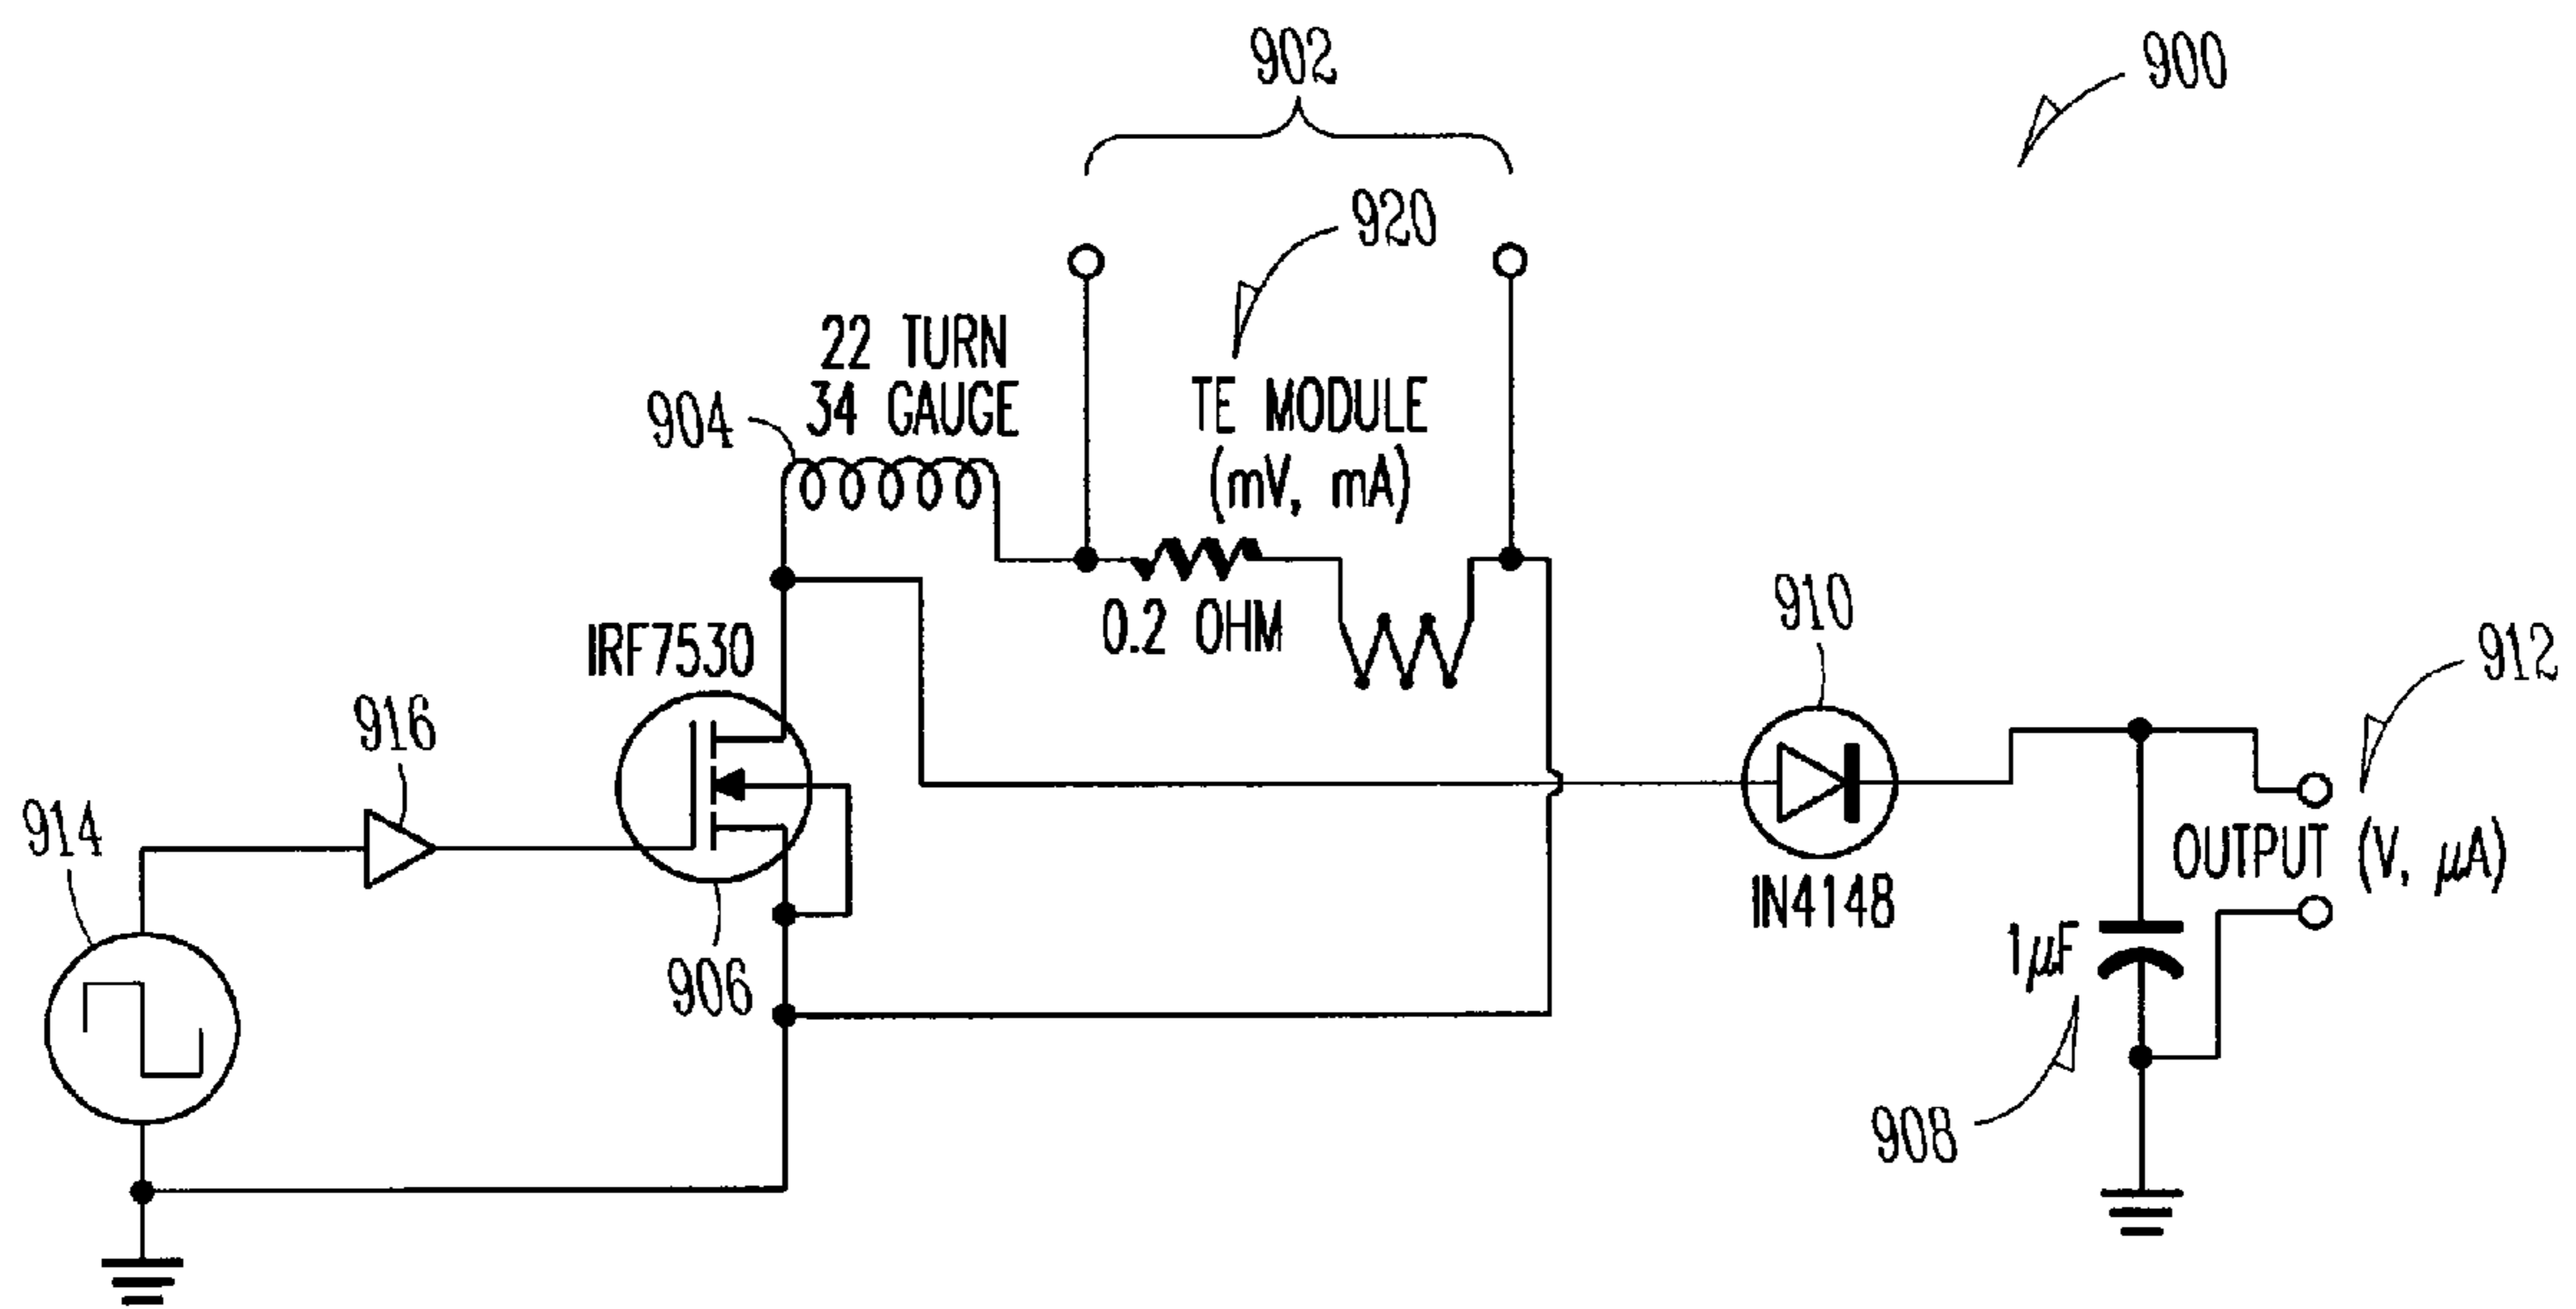 902
900
920
22 TURN
34 GAUGE
904
TE MODULE
(mV, mA)
0.2 OHM
IRF7530
910
912
916
914
OUTPUT (V, μA)
IN4148
1μF
906
908